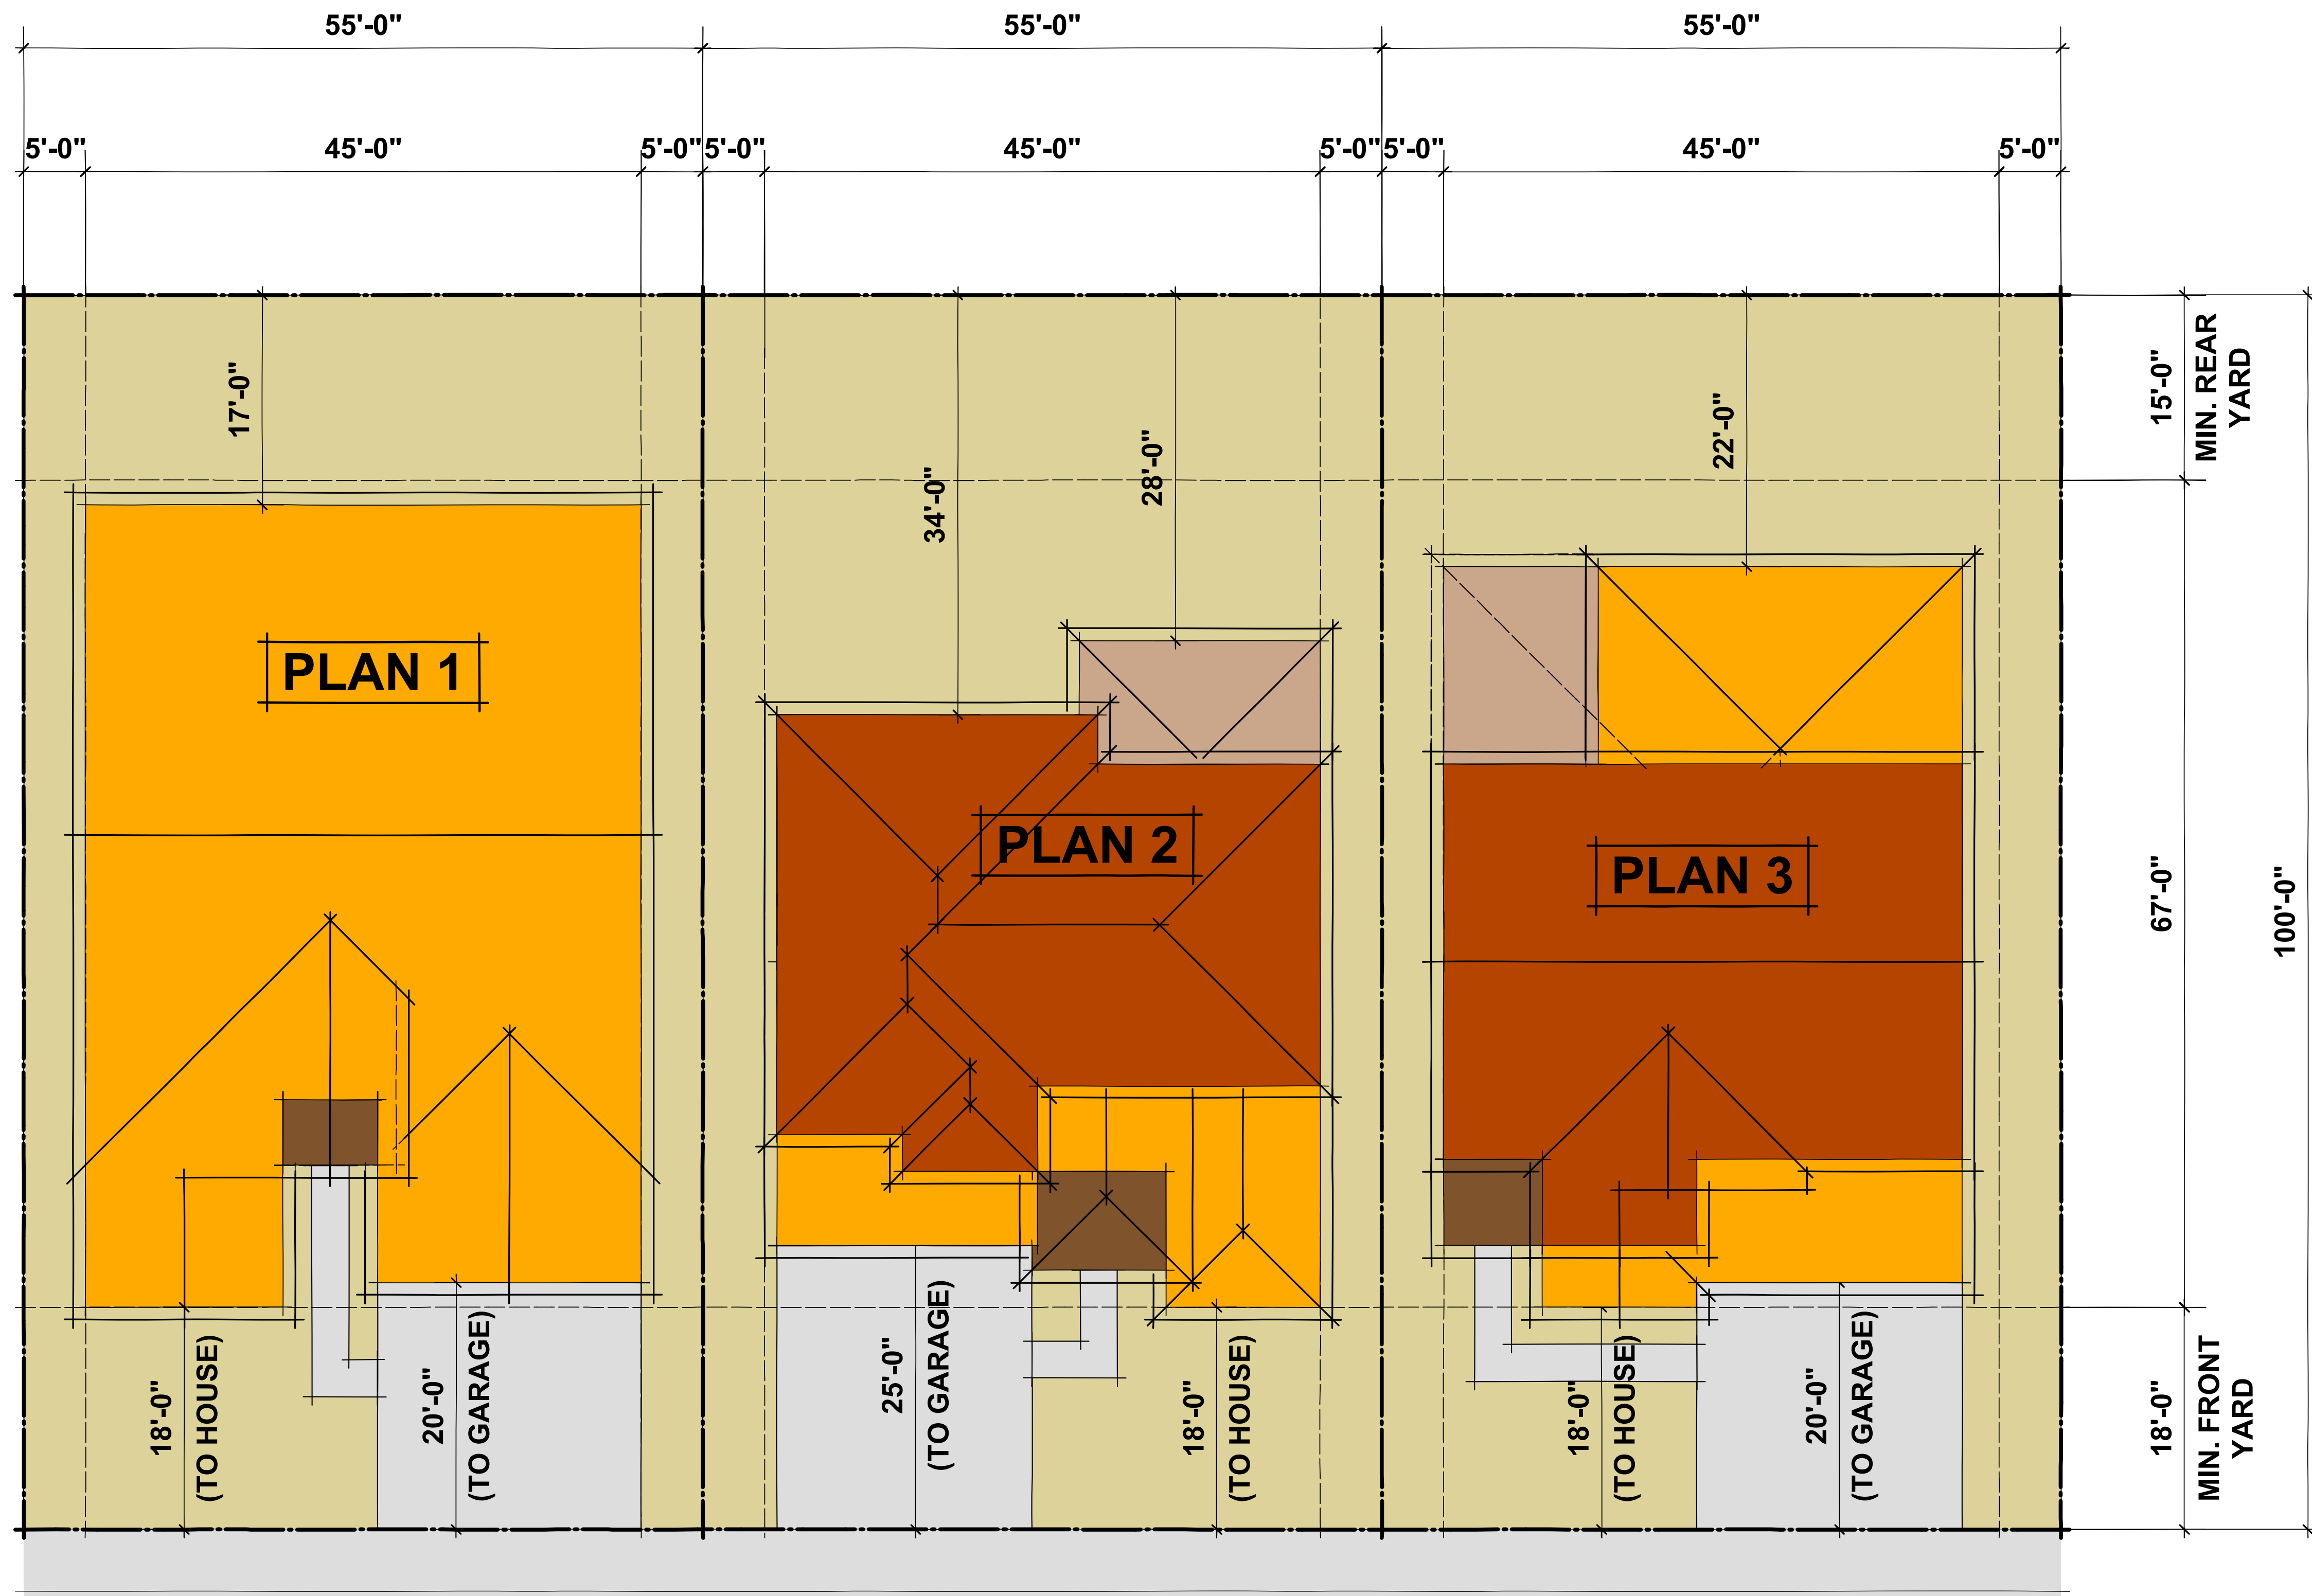 55'-0"
55'-0"
55'-0"
5'-0"
45'-0"
5'-0"
5'-0"
45'-0"
5'-0"
5'-0"
45'-0"
5'-0"
17'-0"
34'-0"
28'-0"
22'-0"
15'-0"
MIN. REAR
YARD
PLAN 1
PLAN 2
PLAN 3
67'-0"
100'-0"
18'-0"
(TO HOUSE)
20'-0"
(TO GARAGE)
25'-0"
(TO GARAGE)
18'-0"
(TO HOUSE)
18'-0"
(TO HOUSE)
20'-0"
(TO GARAGE)
18'-0"
MIN. FRONT
YARD